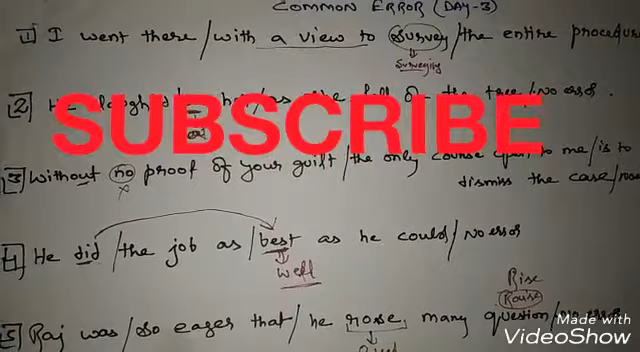 COMMON ERROR (DAY-3)
1 I went there / with a view to survey / the entire procedure
surveying
2 / no error.
SUBSCRIBE
3 Without no proof of your guilt / the only course open to me / is to
x
dismiss the case /
4 He did / the job as / best as he could / No error
well
Rise
Raise
5 Raj was / so eager that / he rose many question / no error
Made with
VideoShow